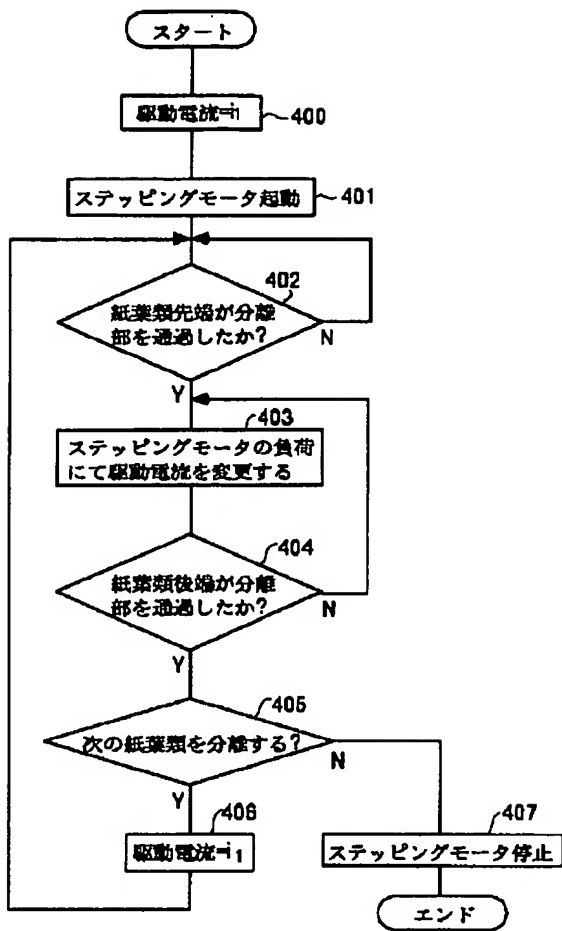 スタート
駆動電流=i1
400
ステッピングモータ起動
401
402
紙葉類先端が分離
部を通過したか?
N
Y
403
ステッピングモータの負荷
にて駆動電流を変更する
404
紙葉類後端が分離
部を通過したか?
N
Y
405
次の紙葉類を分離する?
N
Y
406
駆動電流=i1
407
ステッピングモータ停止
エンド